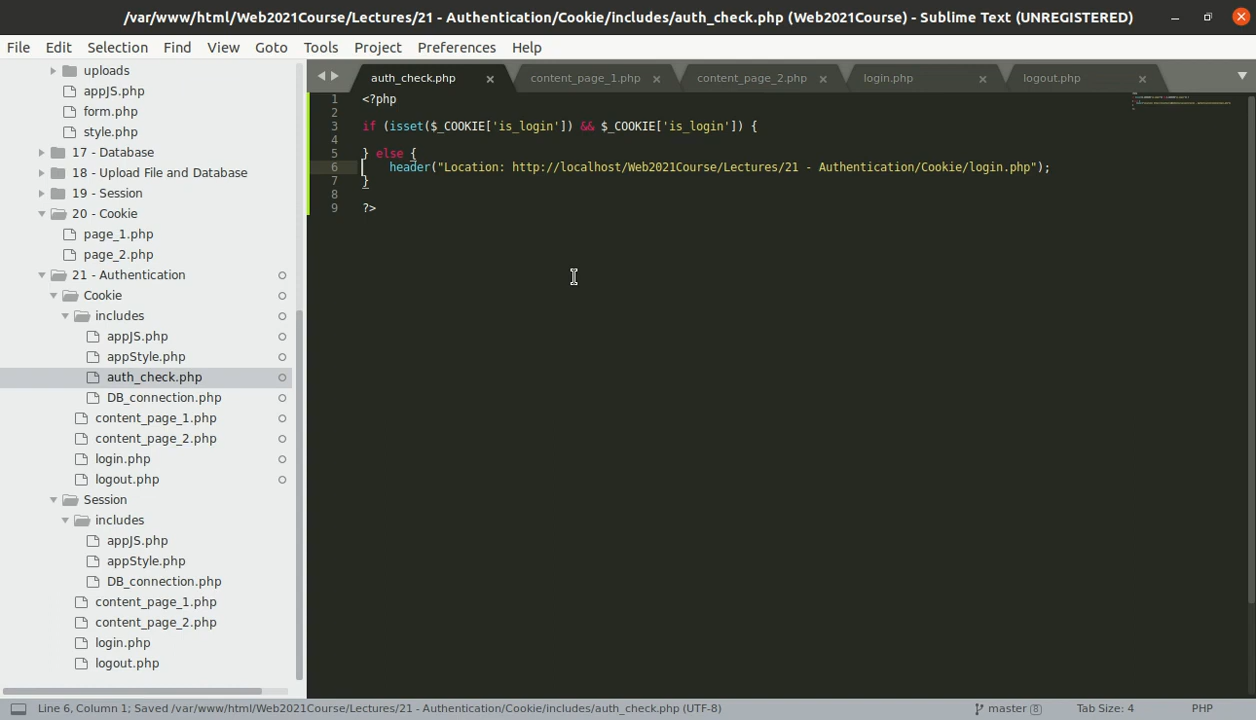 /var/www/html/Web2021Course/Lectures/21 - Authentication/Cookie/includes/auth_check.php (Web2021Course) - Sublime Text (UNREGISTERED)
File Edit Selection Find View Goto Tools Project Preferences Help
uploads
appJS.php
form.php
style.php
17 - Database
18 - Upload File and Database
19 - Session
20 - Cookie
page_1.php
page_2.php
21 - Authentication
Cookie
includes
appJS.php
appStyle.php
auth_check.php
DB_connection.php
content_page_1.php
content_page_2.php
login.php
logout.php
Session
includes
appJS.php
appStyle.php
DB_connection.php
content_page_1.php
content_page_2.php
login.php
logout.php
auth_check.php content_page_1.php content_page_2.php login.php logout.php
1 <?php
2
3 if (isset($_COOKIE['is_login']) && $_COOKIE['is_login']) {
4
5 } else {
6 header("Location: http://localhost/Web2021Course/Lectures/21 - Authentication/Cookie/login.php");
7 }
8
9 ?>
Line 6, Column 1; Saved /var/www/html/Web2021Course/Lectures/21 - Authentication/Cookie/includes/auth_check.php (UTF-8) master 8 Tab Size: 4 PHP